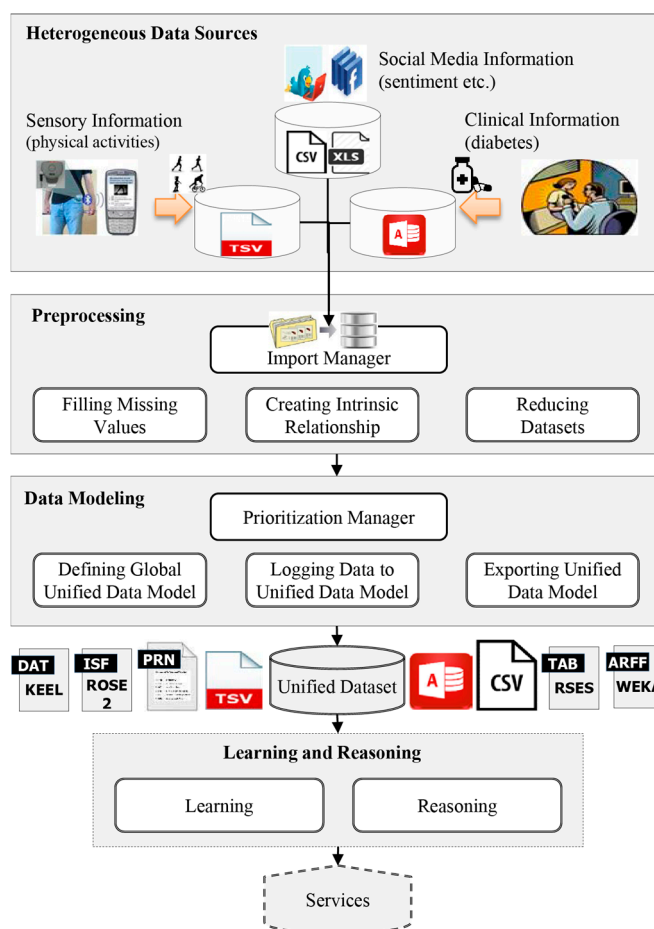 Heterogeneous Data Sources
Social Media Information
(sentiment etc.)
Sensory Information
(physical activities)
Clinical Information
(diabetes)
CSV
XLS
TSV
A
Preprocessing
Import Manager
Filling Missing
Values
Creating Intrinsic
Relationship
Reducing
Datasets
Data Modeling
Prioritization Manager
Defining Global
Unified Data Model
Logging Data to
Unified Data Model
Exporting Unified
Data Model
DAT
KEEL
ISF
ROSE
2
PRN
TSV
Unified Dataset
A
CSV
TAB
RSES
ARFF
WEKA
Learning and Reasoning
Learning
Reasoning
Services